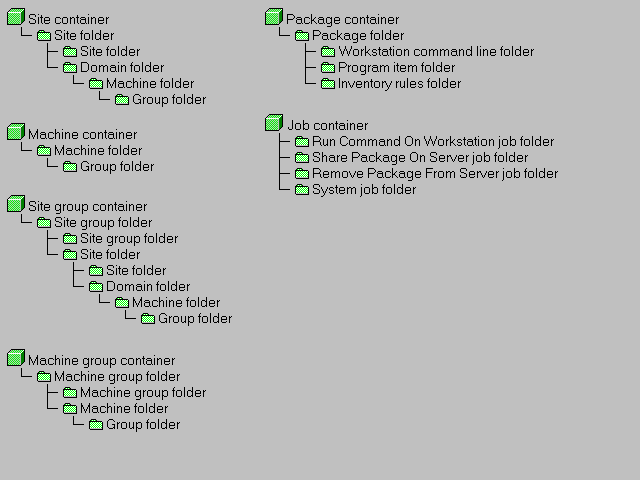 Site container
Site folder
Site folder
Domain folder
Machine folder
Group folder
Machine container
Machine folder
Group folder
Site group container
Site group folder
Site group folder
Site folder
Site folder
Domain folder
Machine folder
Group folder
Machine group container
Machine group folder
Machine group folder
Machine folder
Group folder
Package container
Package folder
Workstation command line folder
Program item folder
Inventory rules folder
Job container
Run Command On Workstation job folder
Share Package On Server job folder
Remove Package From Server job folder
System job folder